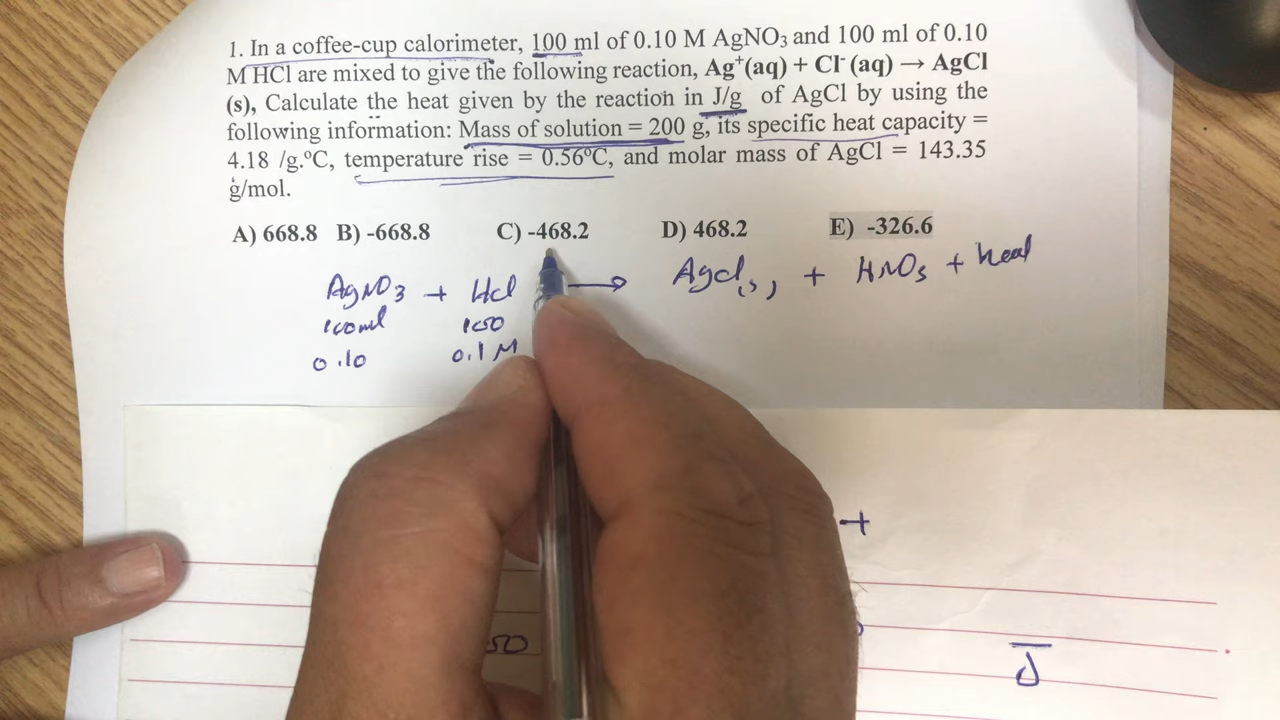 1. In a coffee-cup calorimeter, 100 ml of 0.10 M AgNO₃ and 100 ml of 0.10
M HCl are mixed to give the following reaction, Ag⁺(aq) + Cl⁻ (aq) → AgCl
(s), Calculate the heat given by the reaction in J/g of AgCl by using the
following information: Mass of solution = 200 g, its specific heat capacity =
4.18 /g.ºC, temperature rise = 0.56ºC, and molar mass of AgCl = 143.35
g/mol.
A) 668.8 B) -668.8 C) -468.2 D) 468.2 E) -326.6
AgNO3 + Hcl → Agcl(s) + HNO3 + heat
100ml 100
0.10 0.1 M
+
50
J